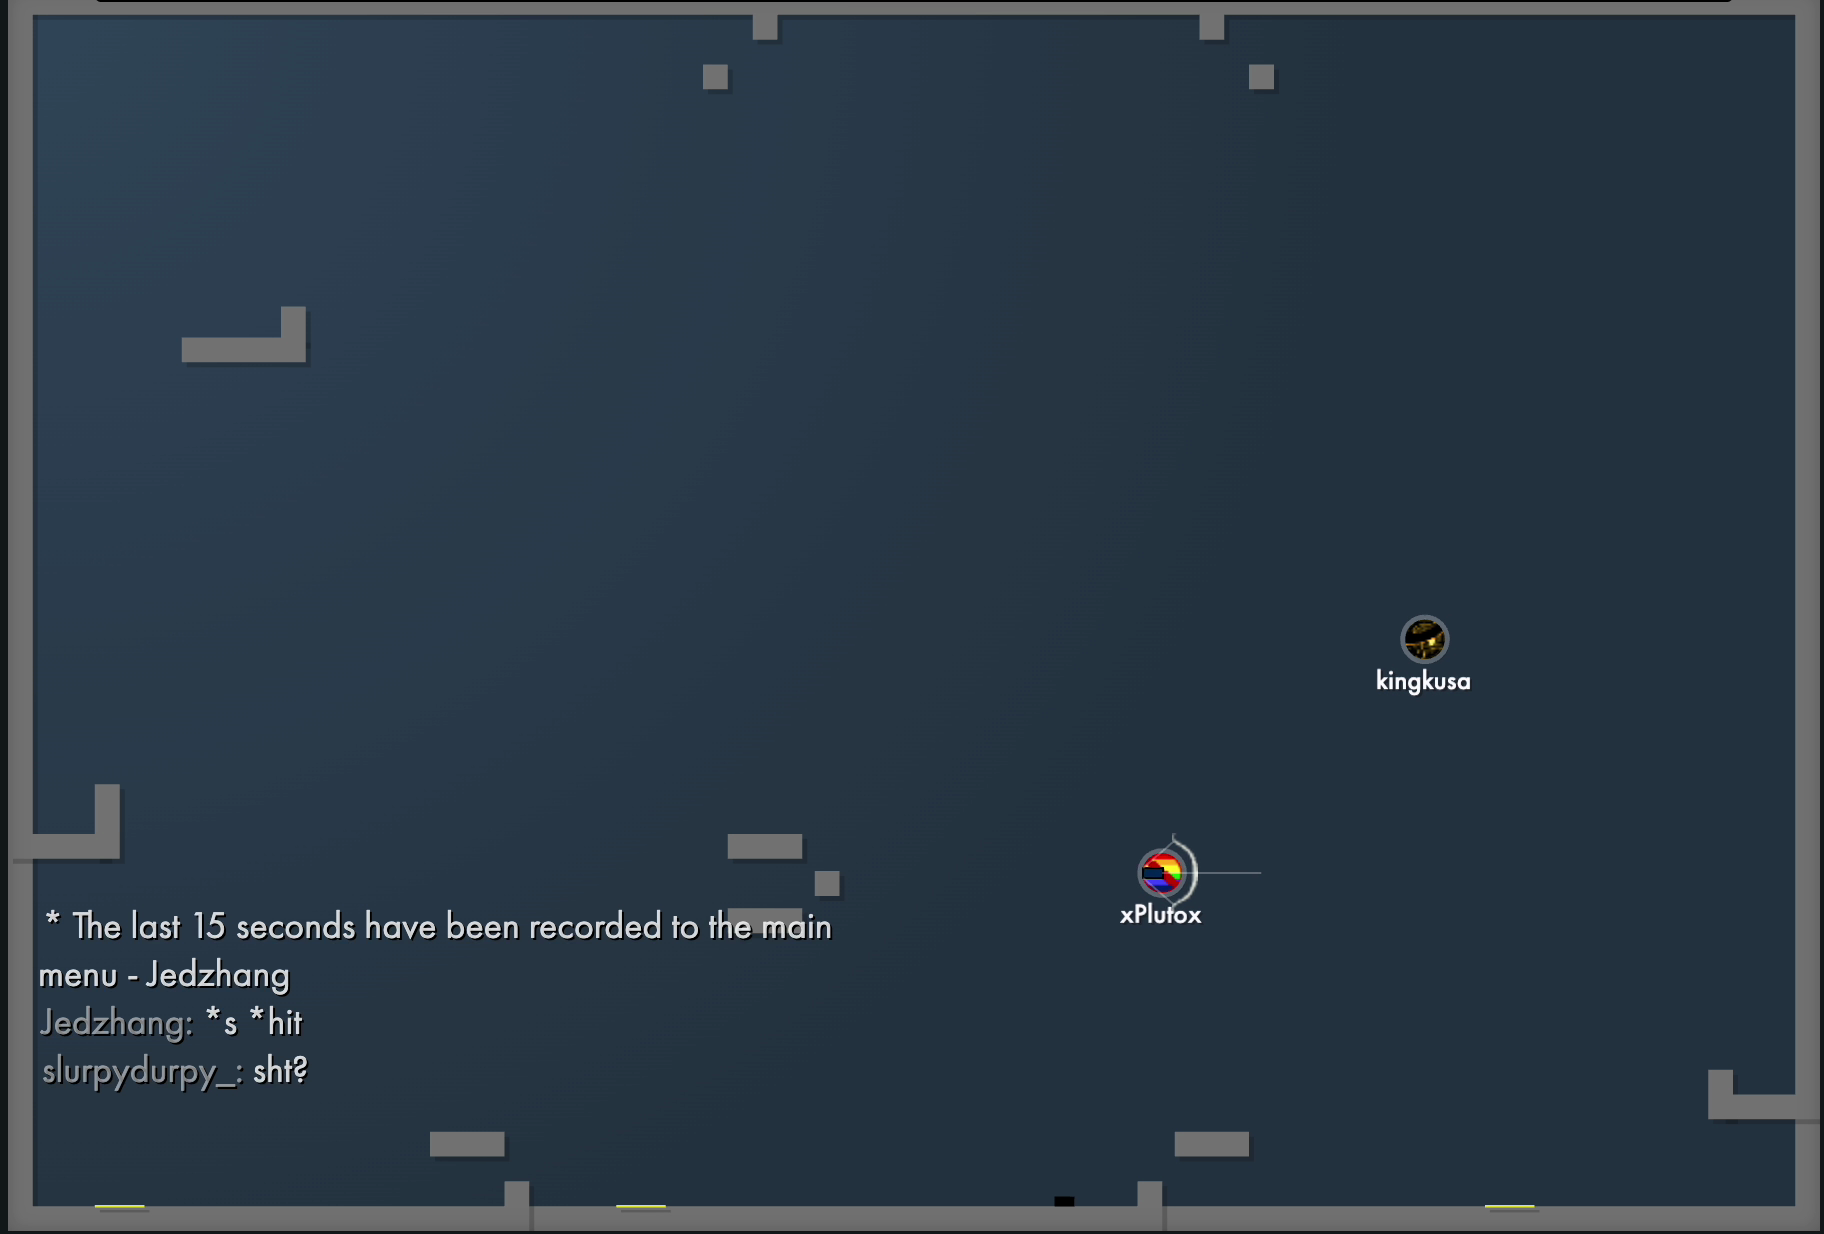 kingkusa
xPlutox
* The last 15 seconds have been recorded to the main
menu - Jedzhang
Jedzhang: *s *hit
slurpydurpy_: sht?